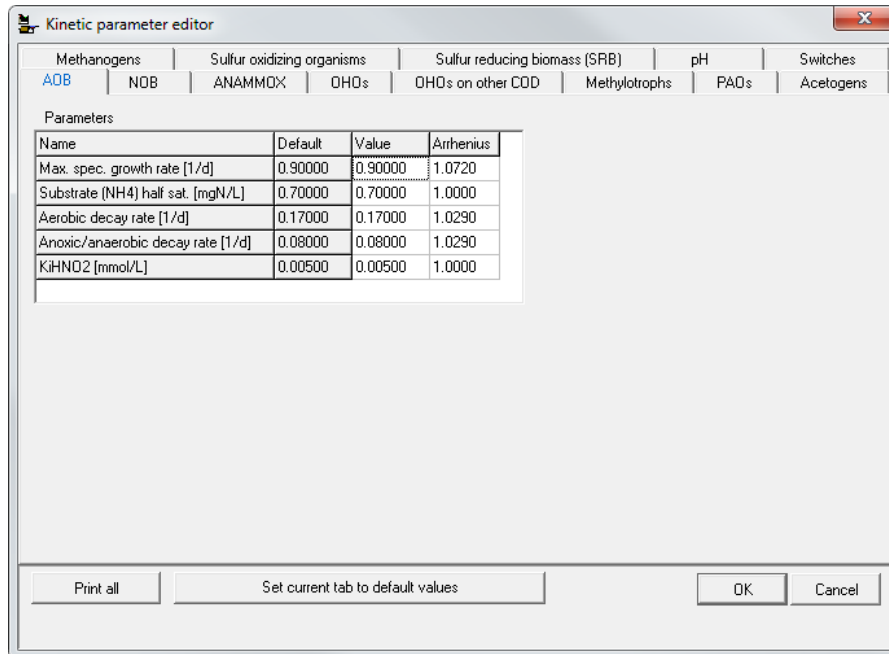 Kinetic parameter editor
Methanogens Sulfur oxidizing organisms Sulfur reducing biomass (SRB) pH Switches
AOB NOB ANAMMOX OHOs OHOs on other COD Methylotrophs PAOs Acetogens
Parameters
Name Default Value Arrhenius
Max. spec. growth rate [1/d] 0.90000 0.90000 1.0720
Substrate (NH4) half sat. [mgN/L] 0.70000 0.70000 1.0000
Aerobic decay rate [1/d] 0.17000 0.17000 1.0290
Anoxic/anaerobic decay rate [1/d] 0.08000 0.08000 1.0290
KiHNO2 [mmol/L] 0.00500 0.00500 1.0000
Print all Set current tab to default values OK Cancel